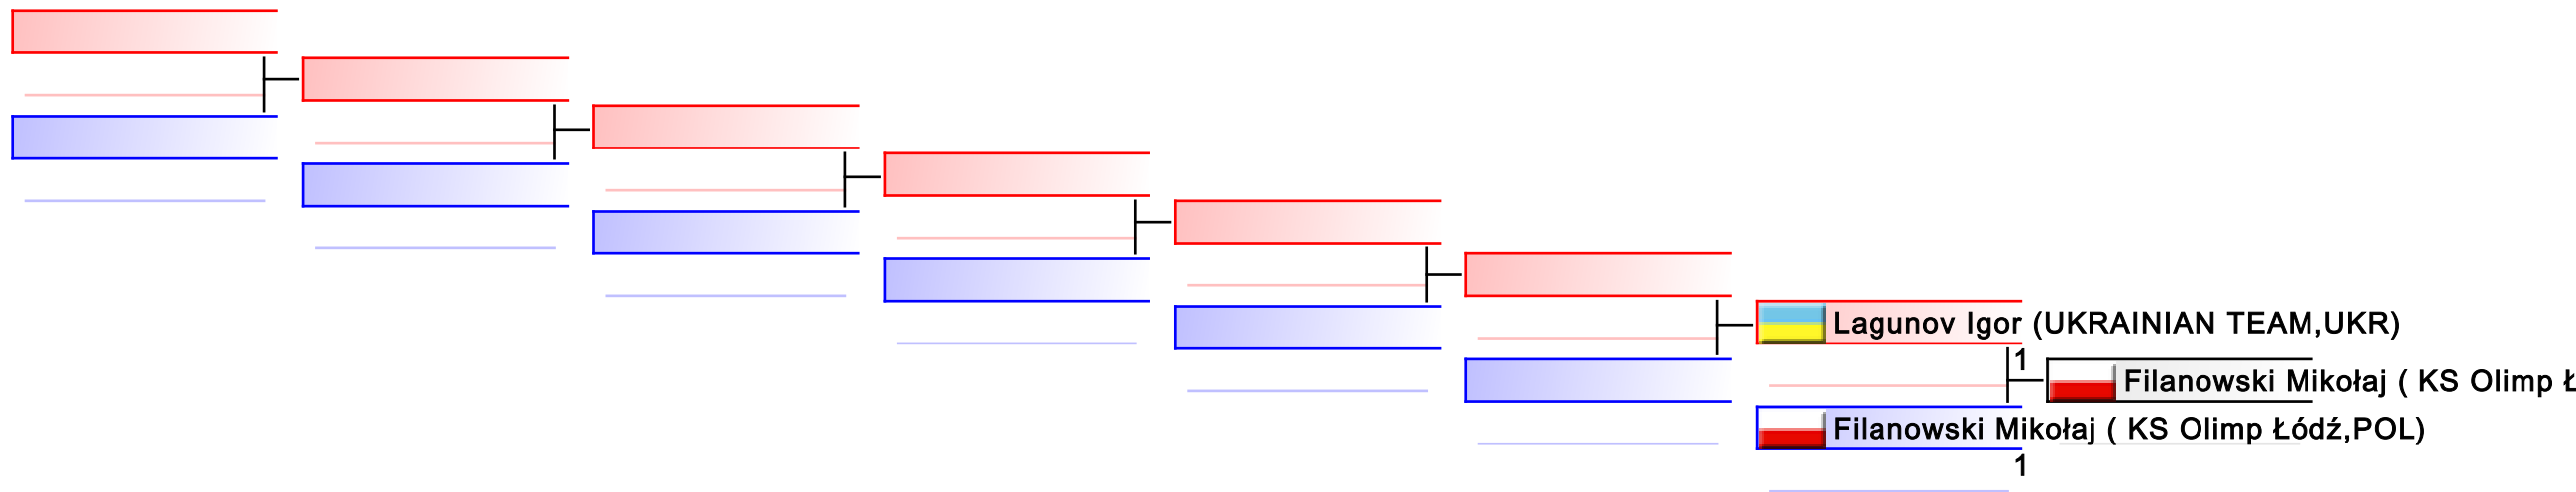 Lagunov Igor (UKRAINIAN TEAM,UKR)
1
Filanowski Mikołaj ( KS Olimp Ł
Filanowski Mikołaj ( KS Olimp Łódź,POL)
1